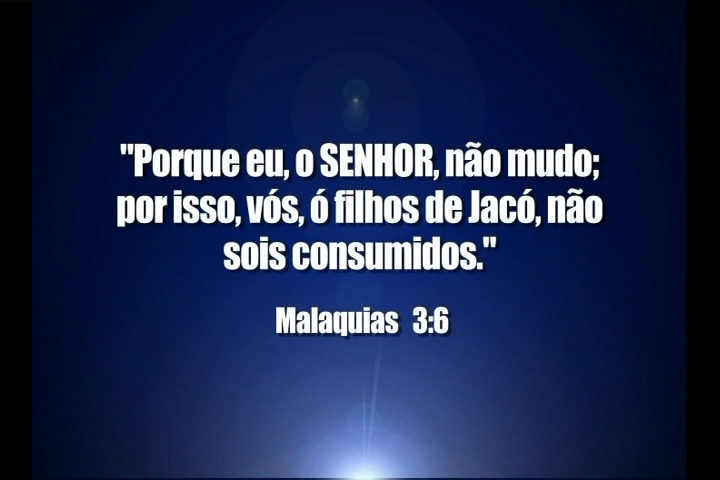 "Porque eu, o SENHOR, não mudo;
por isso, vós, ó filhos de Jacó, não
sois consumidos."
Malaquias 3:6